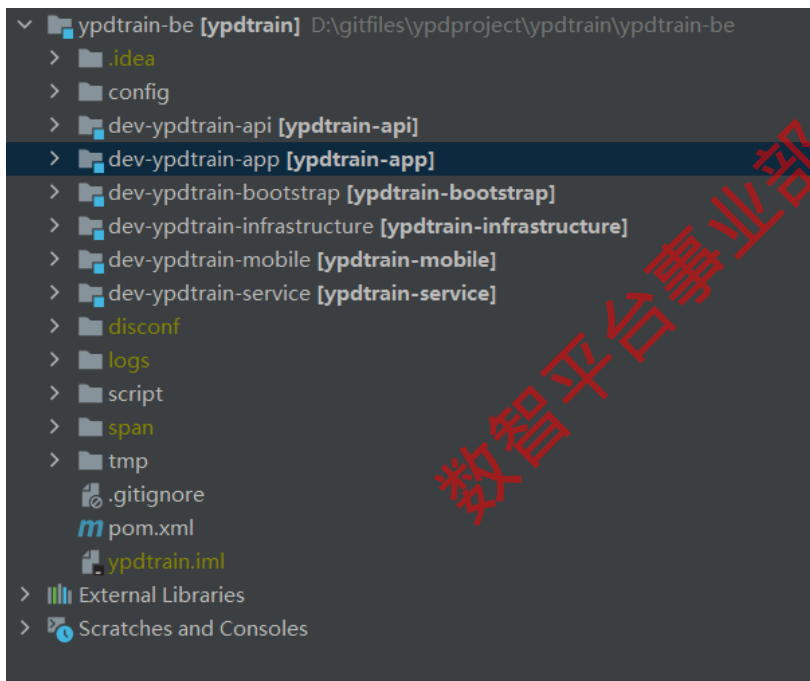 ypdtrain-be [ypdtrain] D:\gitfiles\ypdproject\ypdtrain\ypdtrain-be
.idea
config
dev-ypdtrain-api [ypdtrain-api]
dev-ypdtrain-app [ypdtrain-app]
dev-ypdtrain-bootstrap [ypdtrain-bootstrap]
dev-ypdtrain-infrastructure [ypdtrain-infrastructure]
dev-ypdtrain-mobile [ypdtrain-mobile]
dev-ypdtrain-service [ypdtrain-service]
disconf
logs
script
span
tmp
.gitignore
pom.xml
ypdtrain.iml
External Libraries
Scratches and Consoles
数智平台事业部